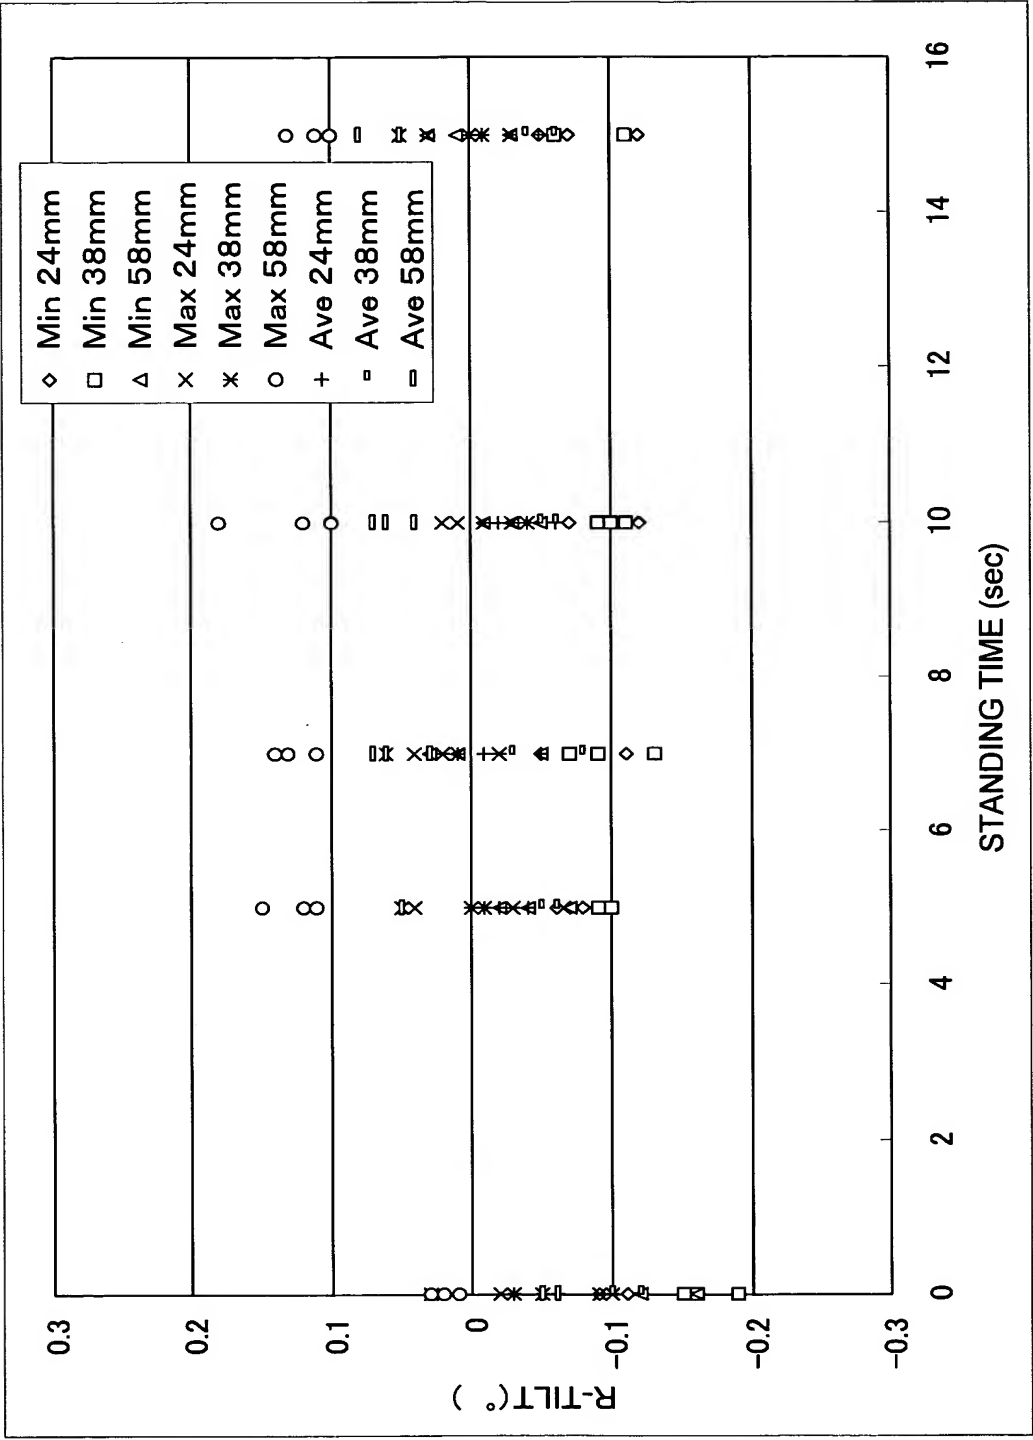 Min 24mm
Min 38mm
Min 58mm
Max 24mm
Max 38mm
Max 58mm
Ave 24mm
Ave 38mm
Ave 58mm
R-TILT(°)
0.3
0.2
0.1
0
-0.1
-0.2
-0.3
0 2 4 6 8 10 12 14 16
STANDING TIME (sec)